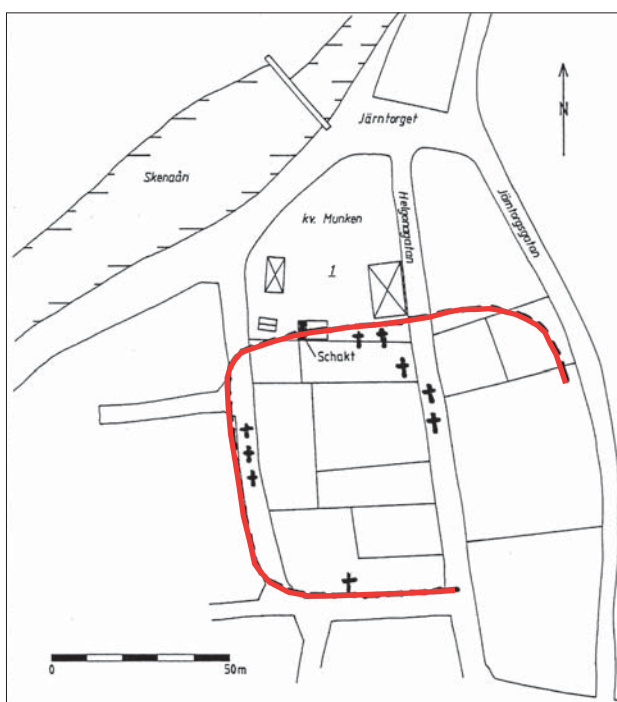 Järntorget
N
Skenaån
Helgonagatan
Järntorgsgatan
kv. Munken
1
Schakt
0 50m